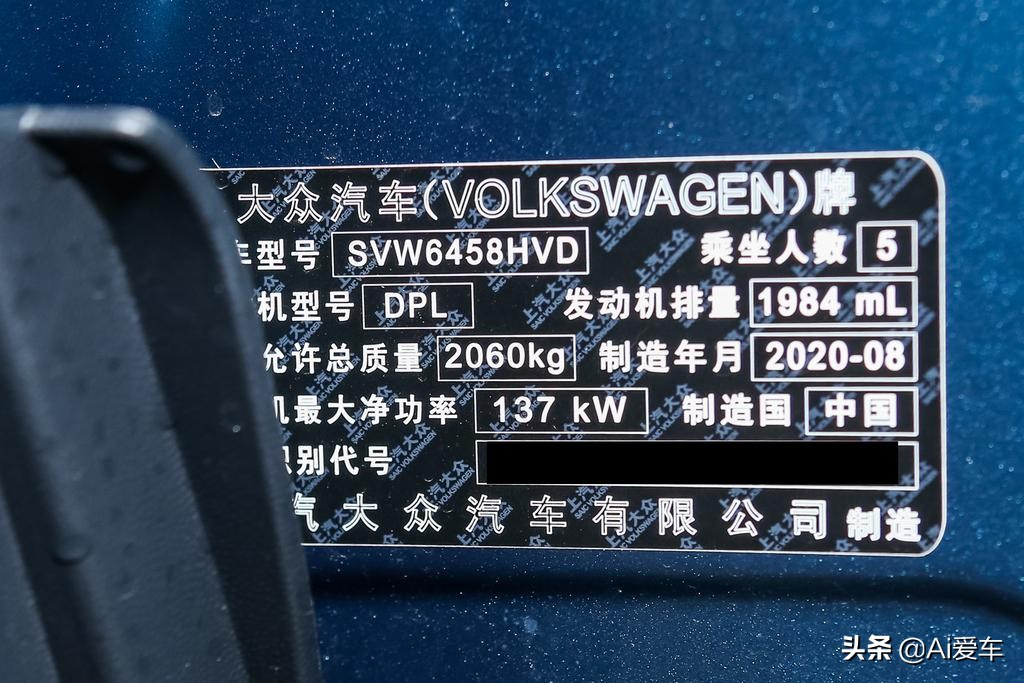 大众汽车(VOLKSWAGEN)牌
车型号 SVW6458HVD 乘坐人数 5
机型号 DPL 发动机排量 1984 mL
允许总质量 2060kg 制造年月 2020-08
机最大净功率 137 kW 制造国 中国
识别代号
汽大众汽车有限公司制造
头条 @Ai爱车